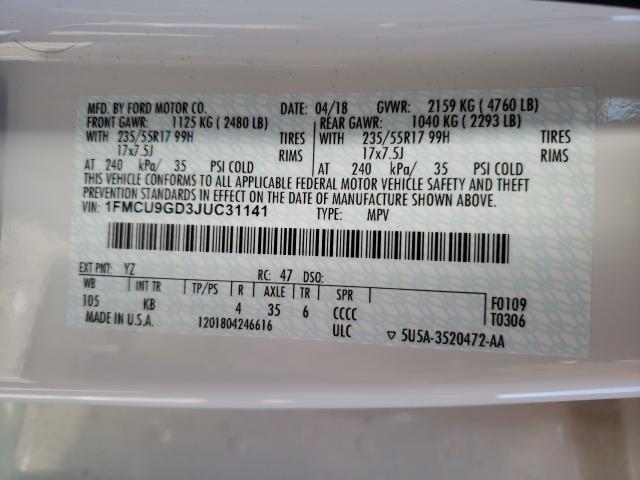 MFD. BY FORD MOTOR CO. DATE: 04/18 GVWR: 2159 KG ( 4760 LB)
FRONT GAWR: 1125 KG ( 2480 LB) REAR GAWR: 1040 KG ( 2293 LB)
WITH 235/55R17 99H TIRES WITH 235/55R17 99H TIRES
17x7.5J RIMS 17x7.5J RIMS
AT 240 kPa/ 35 PSI COLD AT 240 kPa/ 35 PSI COLD
THIS VEHICLE CONFORMS TO ALL APPLICABLE FEDERAL MOTOR VEHICLE SAFETY AND THEFT
PREVENTION STANDARDS IN EFFECT ON THE DATE OF MANUFACTURE SHOWN ABOVE.
VIN: 1FMCU9GD3JUC31141 TYPE: MPV
EXT PNT: YZ RC: 47 DSO:
WB INT TR TP/PS R AXLE TR SPR F0109
105 KB 4 35 6 CCCC T0306
MADE IN U.S.A. 1201804246616 ULC ▽ 5U5A-3520472-AA